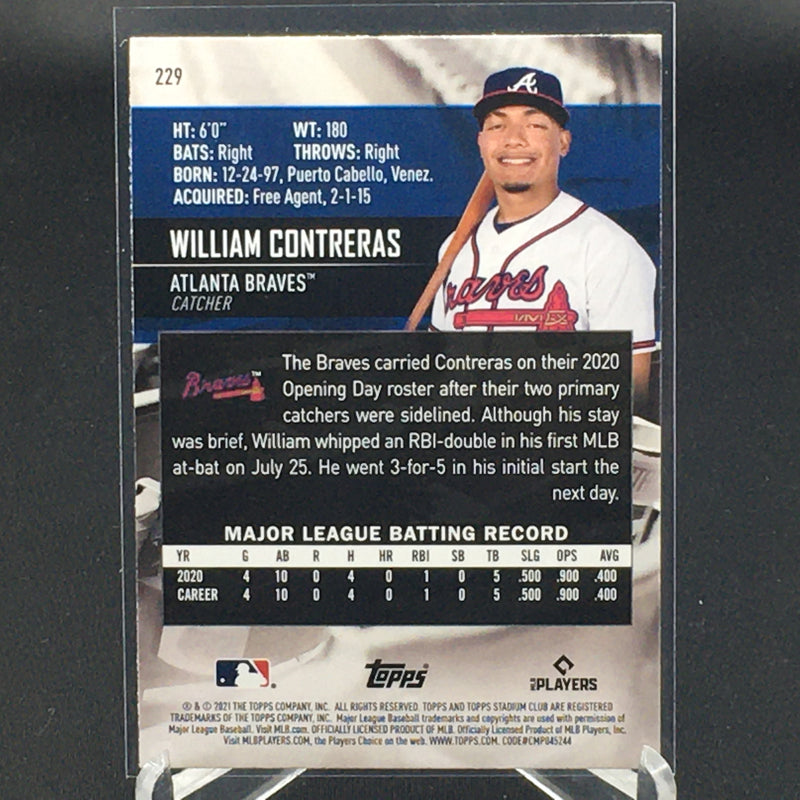 229
A
HT: 6'0" WT: 180
BATS: Right THROWS: Right
BORN: 12-24-97, Puerto Cabello, Venez.
ACQUIRED: Free Agent, 2-1-15
WILLIAM CONTRERAS
ATLANTA BRAVES™
CATCHER
Braves
Braves™
The Braves carried Contreras on their 2020
Opening Day roster after their two primary
catchers were sidelined. Although his stay
was brief, William whipped an RBI-double in his first MLB
at-bat on July 25. He went 3-for-5 in his initial start the
next day.
MAJOR LEAGUE BATTING RECORD
YR G AB R H HR RBI SB TB SLG OPS AVG
2020 4 10 0 4 0 1 0 5 .500 .900 .400
CAREER 4 10 0 4 0 1 0 5 .500 .900 .400
topps®
MLB PLAYERS
® & © 2021 THE TOPPS COMPANY, INC. ALL RIGHTS RESERVED. TOPPS AND TOPPS STADIUM CLUB ARE REGISTERED
TRADEMARKS OF THE TOPPS COMPANY, INC. Major League Baseball trademarks and copyrights are used with permission of
Major League Baseball. Visit MLB.com. OFFICIALLY LICENSED PRODUCT OF MLB Players, Inc.
Visit MLBPLAYERS.com, the Players Choice on the web. WWW.TOPPS.COM. CODE#CMP045244